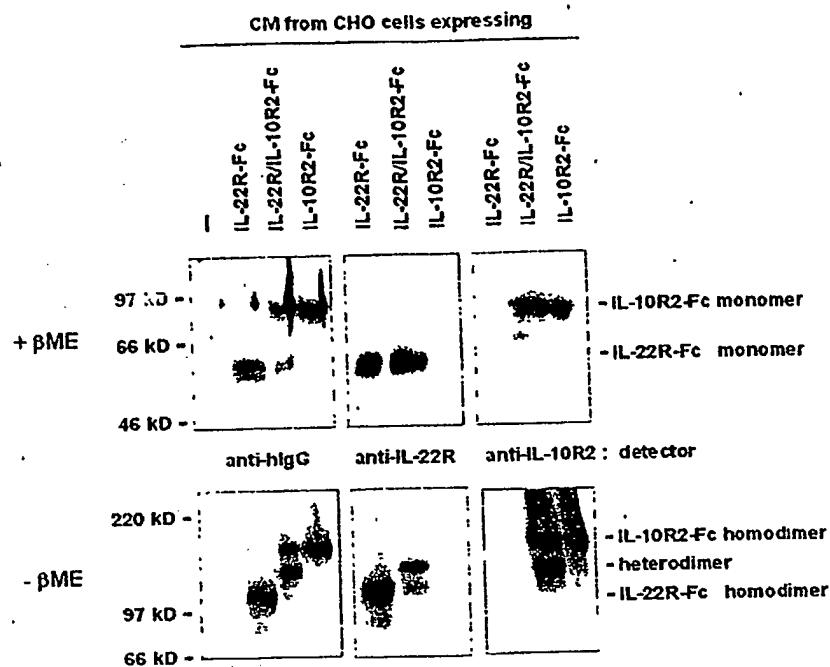 CM from CHO cells expressing
–
IL-22R-Fc
IL-22R/IL-10R2-Fc
IL-10R2-Fc
IL-22R-Fc
IL-22R/IL-10R2-Fc
IL-10R2-Fc
IL-22R-Fc
IL-22R/IL-10R2-Fc
IL-10R2-Fc
+ βME
97 kD -
66 kD -
46 kD -
- IL-10R2-Fc monomer
- IL-22R-Fc monomer
anti-hIgG
anti-IL-22R
anti-IL-10R2 : detector
- βME
220 kD -
97 kD -
66 kD -
- IL-10R2-Fc homodimer
- heterodimer
- IL-22R-Fc homodimer